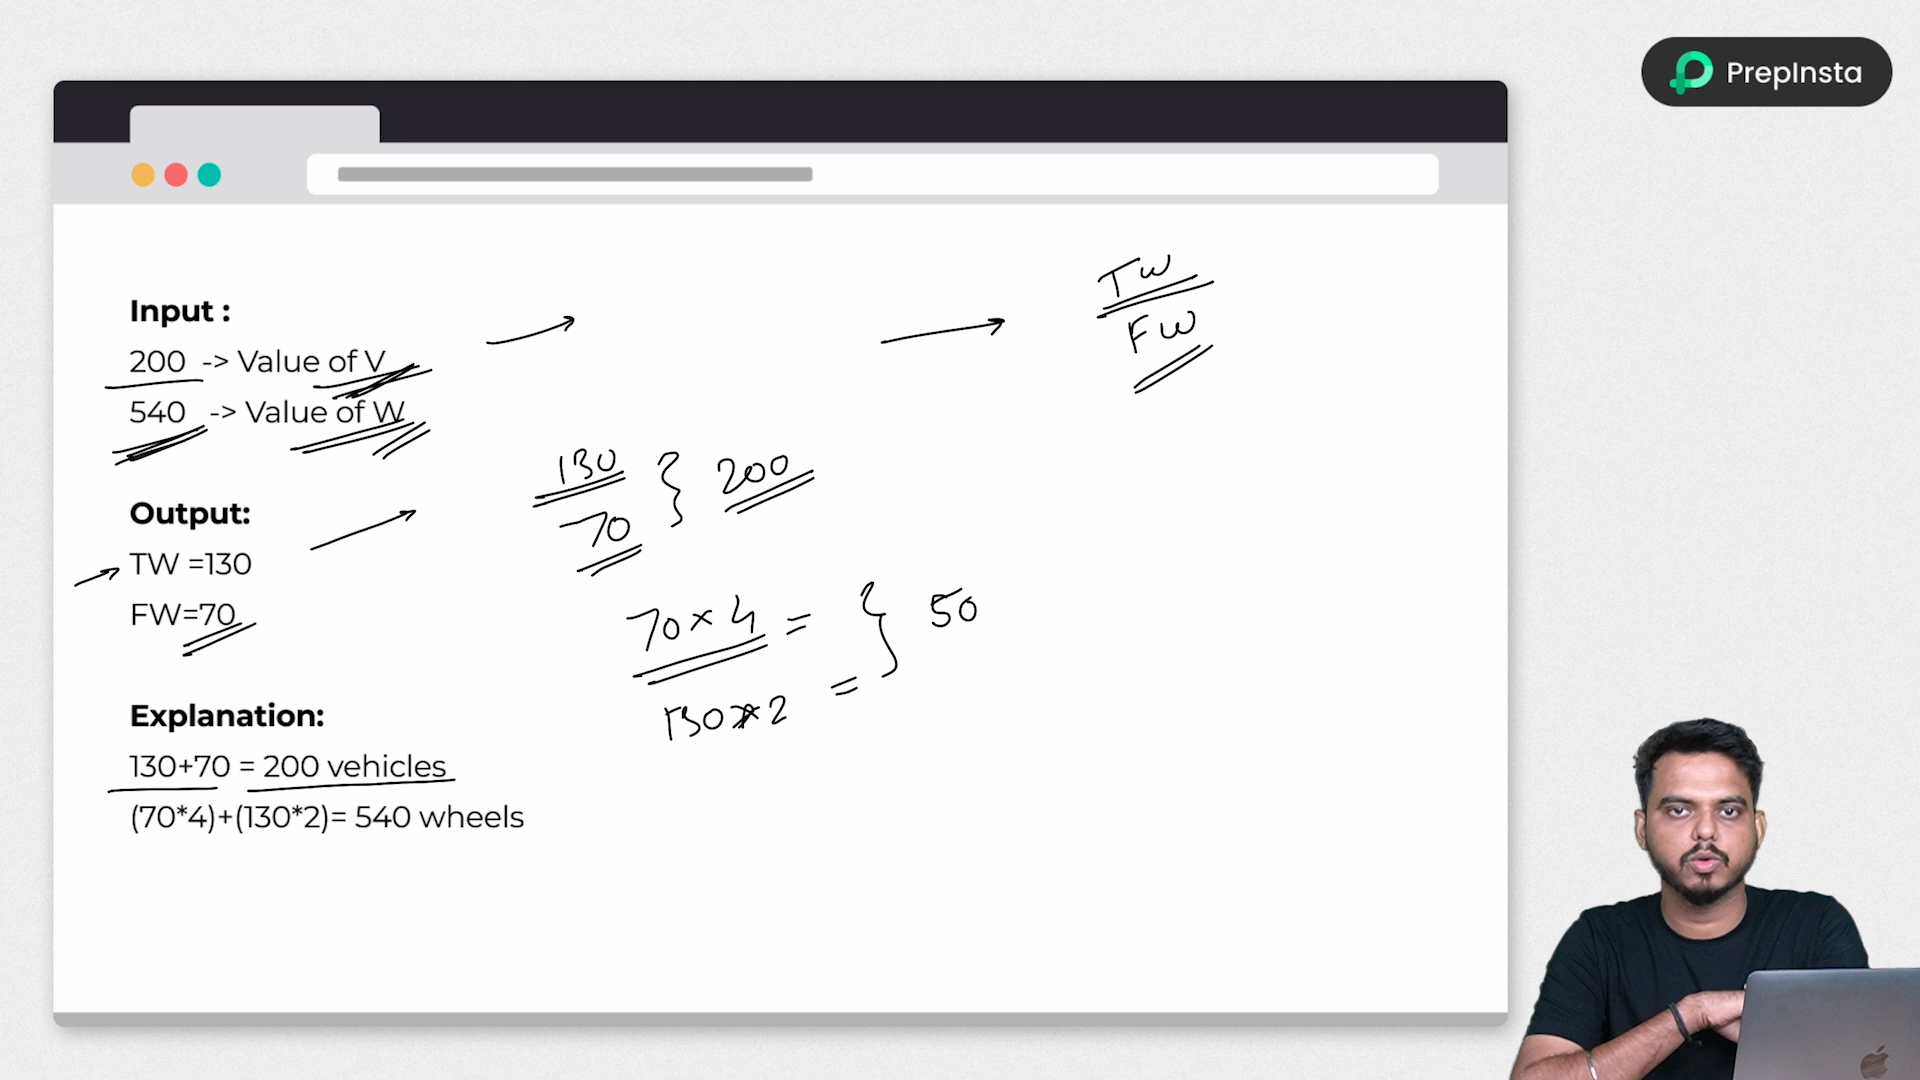 PrepInsta
Input :
200 -> Value of V
540 -> Value of W
TW
FW
Output:
TW =130
FW=70
130
70
} 200
70 x 4 =
130 x 2 =
} 50
Explanation:
130+70 = 200 vehicles
(70*4)+(130*2)= 540 wheels